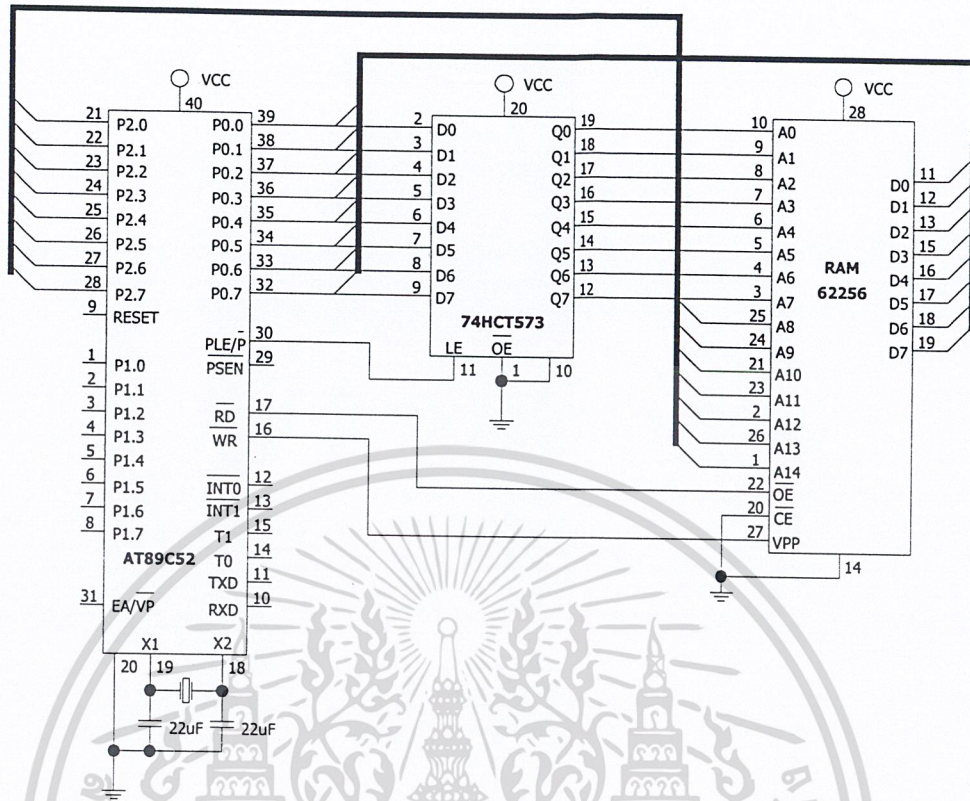 VCC
40
21 P2.0
22 P2.1
23 P2.2
24 P2.3
25 P2.4
26 P2.5
27 P2.6
28 P2.7
9 RESET
1 P1.0
2 P1.1
3 P1.2
4 P1.3
5 P1.4
6 P1.5
7 P1.6
8 P1.7
31 EA/VP
P0.0 39
P0.1 38
P0.2 37
P0.3 36
P0.4 35
P0.5 34
P0.6 33
P0.7 32
PLE/P 30
PSEN 29
RD 17
WR 16
INT0 12
INT1 13
T1 15
T0 14
TXD 11
RXD 10
AT89C52
X1 X2
20 19 18
22uF 22uF
VCC
20
2 D0
3 D1
4 D2
5 D3
6 D4
7 D5
8 D6
9 D7
Q0 19
Q1 18
Q2 17
Q3 16
Q4 15
Q5 14
Q6 13
Q7 12
74HCT573
LE OE
11 1 10
VCC
28
10 A0
9 A1
8 A2
7 A3
6 A4
5 A5
4 A6
3 A7
25 A8
24 A9
21 A10
23 A11
2 A12
26 A13
1 A14
22 OE
20 CE
27 VPP
D0 11
D1 12
D2 13
D3 15
D4 16
D5 17
D6 18
D7 19
RAM
62256
14